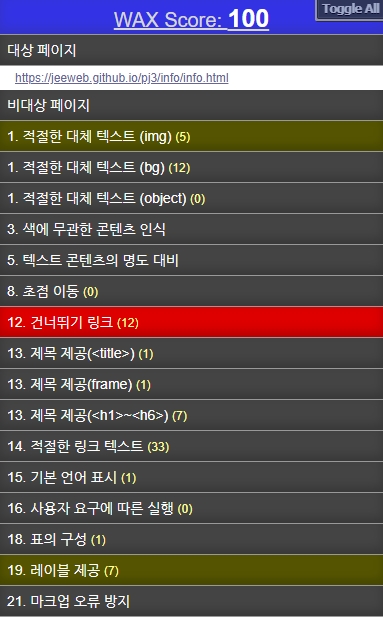 WAX Score: 100
Toggle All
대상 페이지
https://jeeweb.github.io/pj3/info/info.html
비대상 페이지
1. 적절한 대체 텍스트 (img) (5)
1. 적절한 대체 텍스트 (bg) (12)
1. 적절한 대체 텍스트 (object) (0)
3. 색에 무관한 콘텐츠 인식
5. 텍스트 콘텐츠의 명도 대비
8. 초점 이동 (0)
12. 건너뛰기 링크 (12)
13. 제목 제공(<title>) (1)
13. 제목 제공(frame) (1)
13. 제목 제공(<h1>~<h6>) (7)
14. 적절한 링크 텍스트 (33)
15. 기본 언어 표시 (1)
16. 사용자 요구에 따른 실행 (0)
18. 표의 구성 (1)
19. 레이블 제공 (7)
21. 마크업 오류 방지